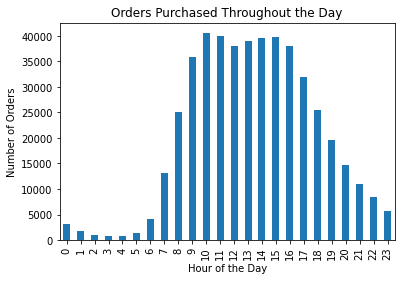 Orders Purchased Throughout the Day
Number of Orders
40000
35000
30000
25000
20000
15000
10000
5000
0
0 1 2 3 4 5 6 7 8 9 10 11 12 13 14 15 16 17 18 19 20 21 22 23
Hour of the Day